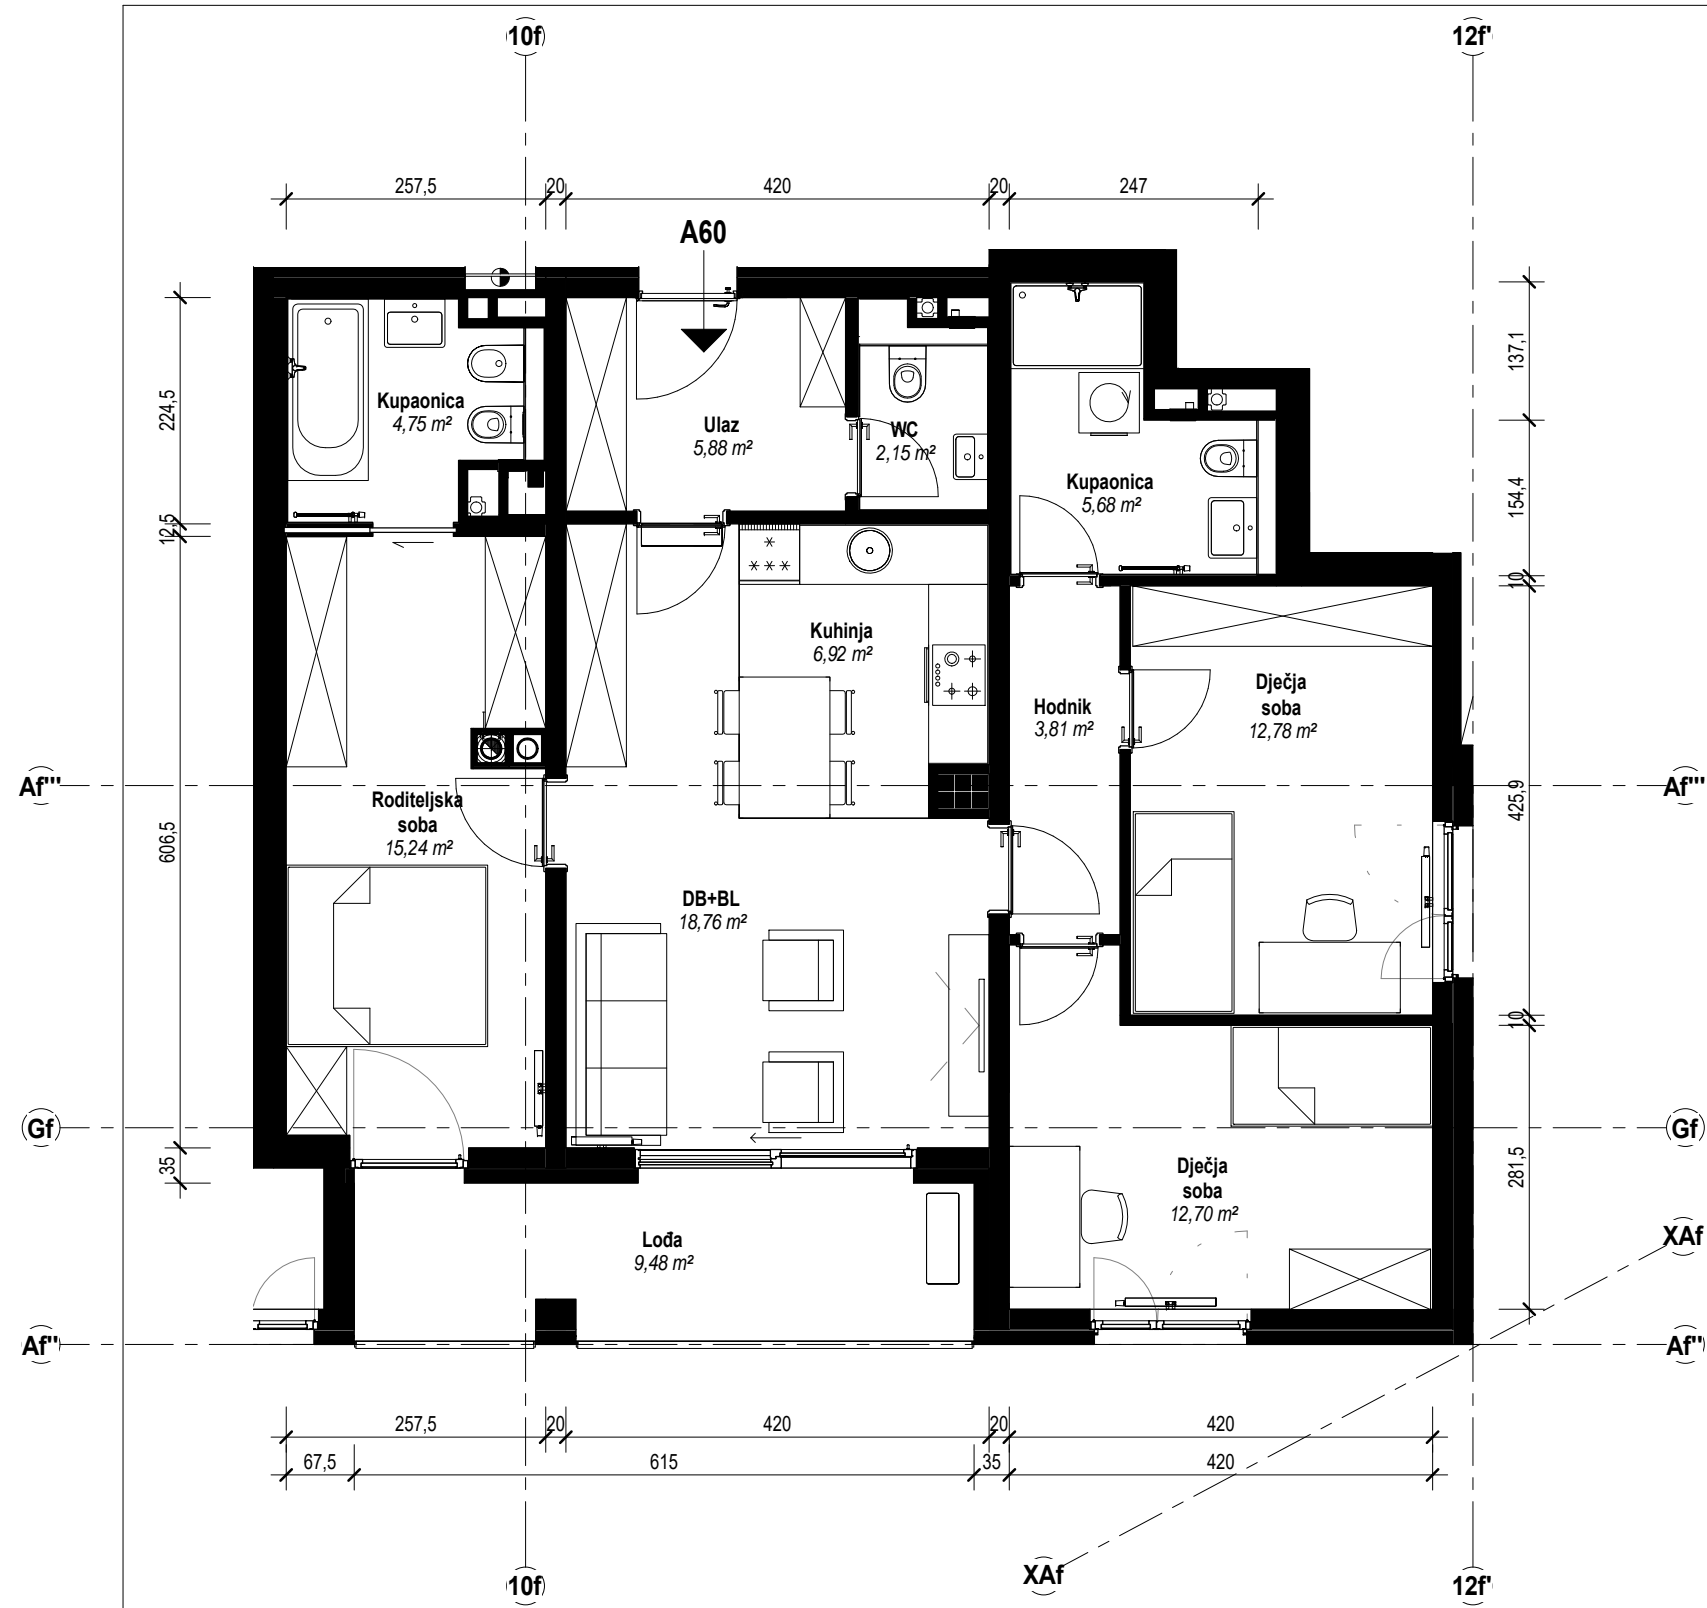 10f
12f'
257,5
20
420
20
247
A60
137,1
224,5
Kupaonica
4,75 m²
Ulaz
5,88 m²
WC
2,15 m²
Kupaonica
5,68 m²
154,4
12,5
10
Kuhinja
6,92 m²
Hodnik
3,81 m²
Dječja
soba
12,78 m²
Af'''
Af'''
606,5
425,9
Roditeljska
soba
15,24 m²
DB+BL
18,76 m²
10
Gf
Gf
35
281,5
Dječja
soba
12,70 m²
Lođa
9,48 m²
XAf
Af''
Af''
257,5
20
420
20
420
67,5
615
35
420
XAf
10f
12f'